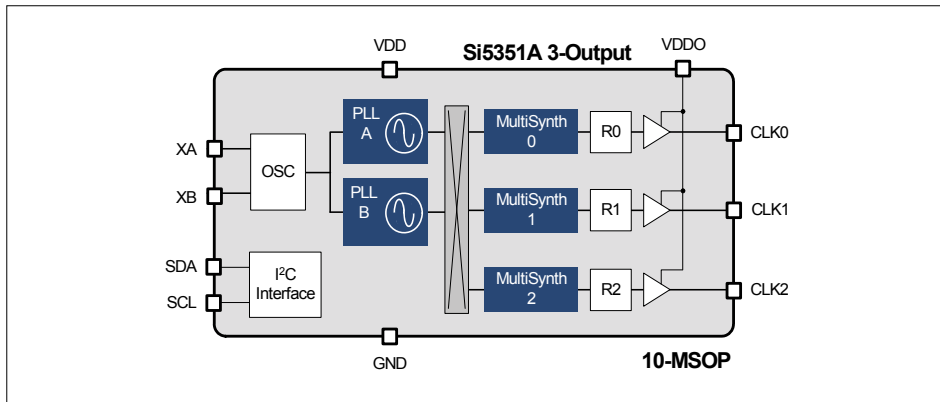 VDD
Si5351A 3-Output
VDDO
PLL
A
MultiSynth
0
R0
CLK0
XA
OSC
XB
PLL
B
MultiSynth
1
R1
CLK1
SDA
I²C
Interface
SCL
MultiSynth
2
R2
CLK2
GND
10-MSOP